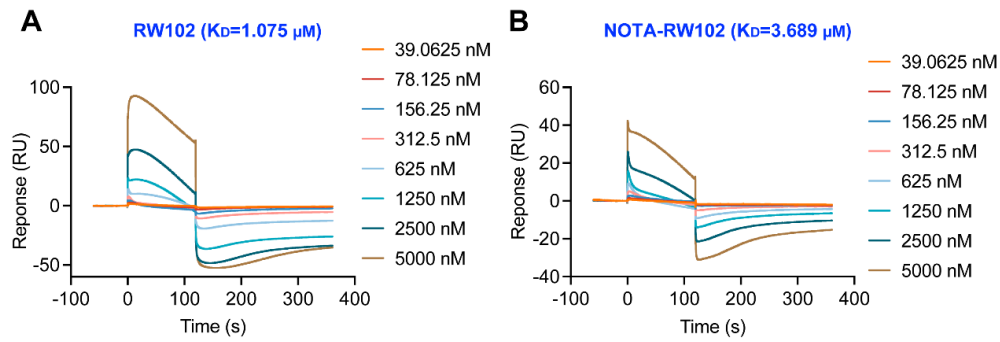 A
RW102 (KD=1.075 μM)
Reponse (RU)
100
50
0
-50
-100
0
100
200
300
400
Time (s)
39.0625 nM
78.125 nM
156.25 nM
312.5 nM
625 nM
1250 nM
2500 nM
5000 nM
B
NOTA-RW102 (KD=3.689 μM)
Reponse (RU)
60
40
20
0
-20
-40
-100
0
100
200
300
400
Time (s)
39.0625 nM
78.125 nM
156.25 nM
312.5 nM
625 nM
1250 nM
2500 nM
5000 nM